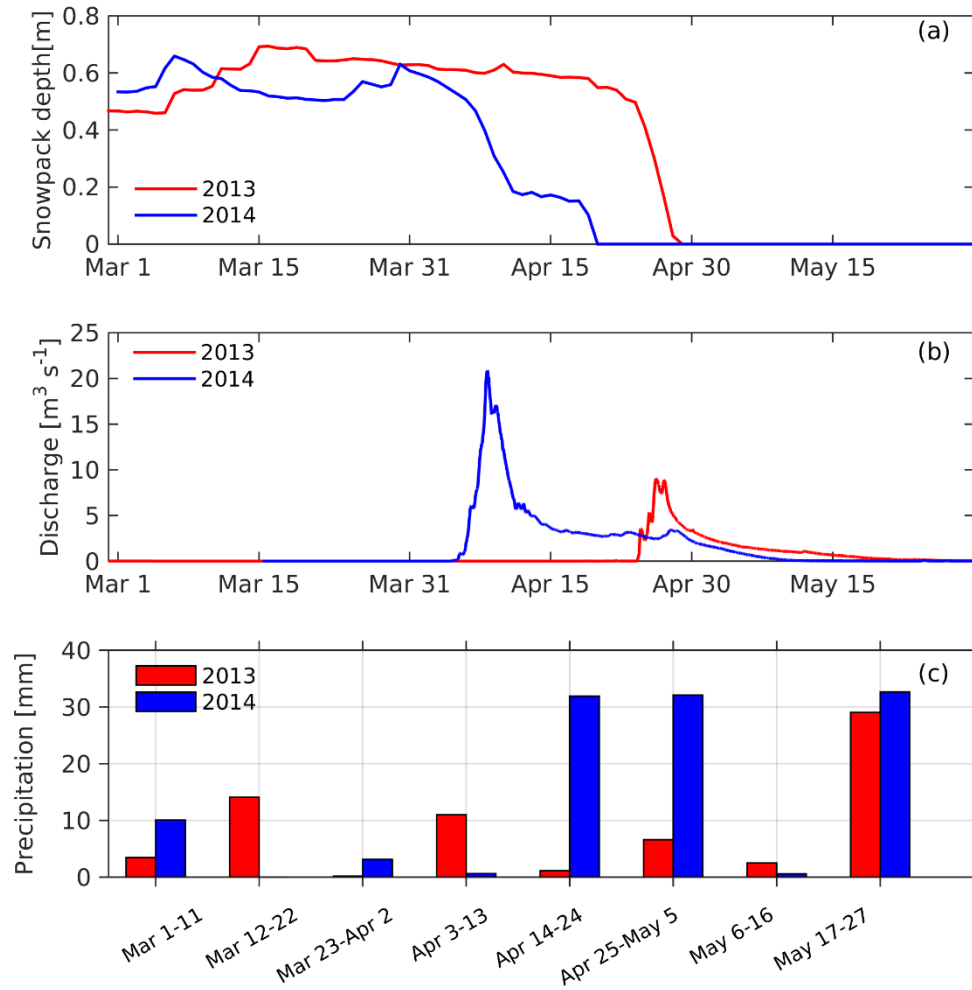 (a)
Snowpack depth[m]
0.8
0.6
0.4
0.2
0
2013
2014
Mar 1 Mar 15 Mar 31 Apr 15 Apr 30 May 15
(b)
Discharge [m³ s⁻¹]
25
20
15
10
5
0
2013
2014
Mar 1 Mar 15 Mar 31 Apr 15 Apr 30 May 15
(c)
Precipitation [mm]
40
30
20
10
0
2013
2014
Mar 1-11
Mar 12-22
Mar 23-Apr 2
Apr 3-13
Apr 14-24
Apr 25-May 5
May 6-16
May 17-27